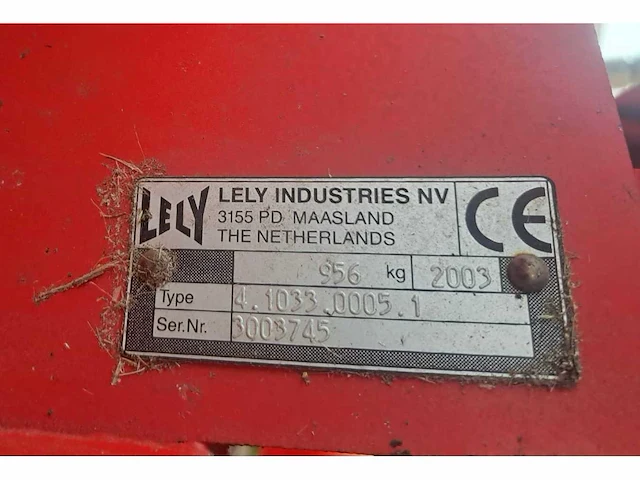 LELY
LELY INDUSTRIES NV
3155 PD MAASLAND
THE NETHERLANDS
CE
956 kg 2003
Type 4.1033.0005.1
Ser.Nr. 3003745